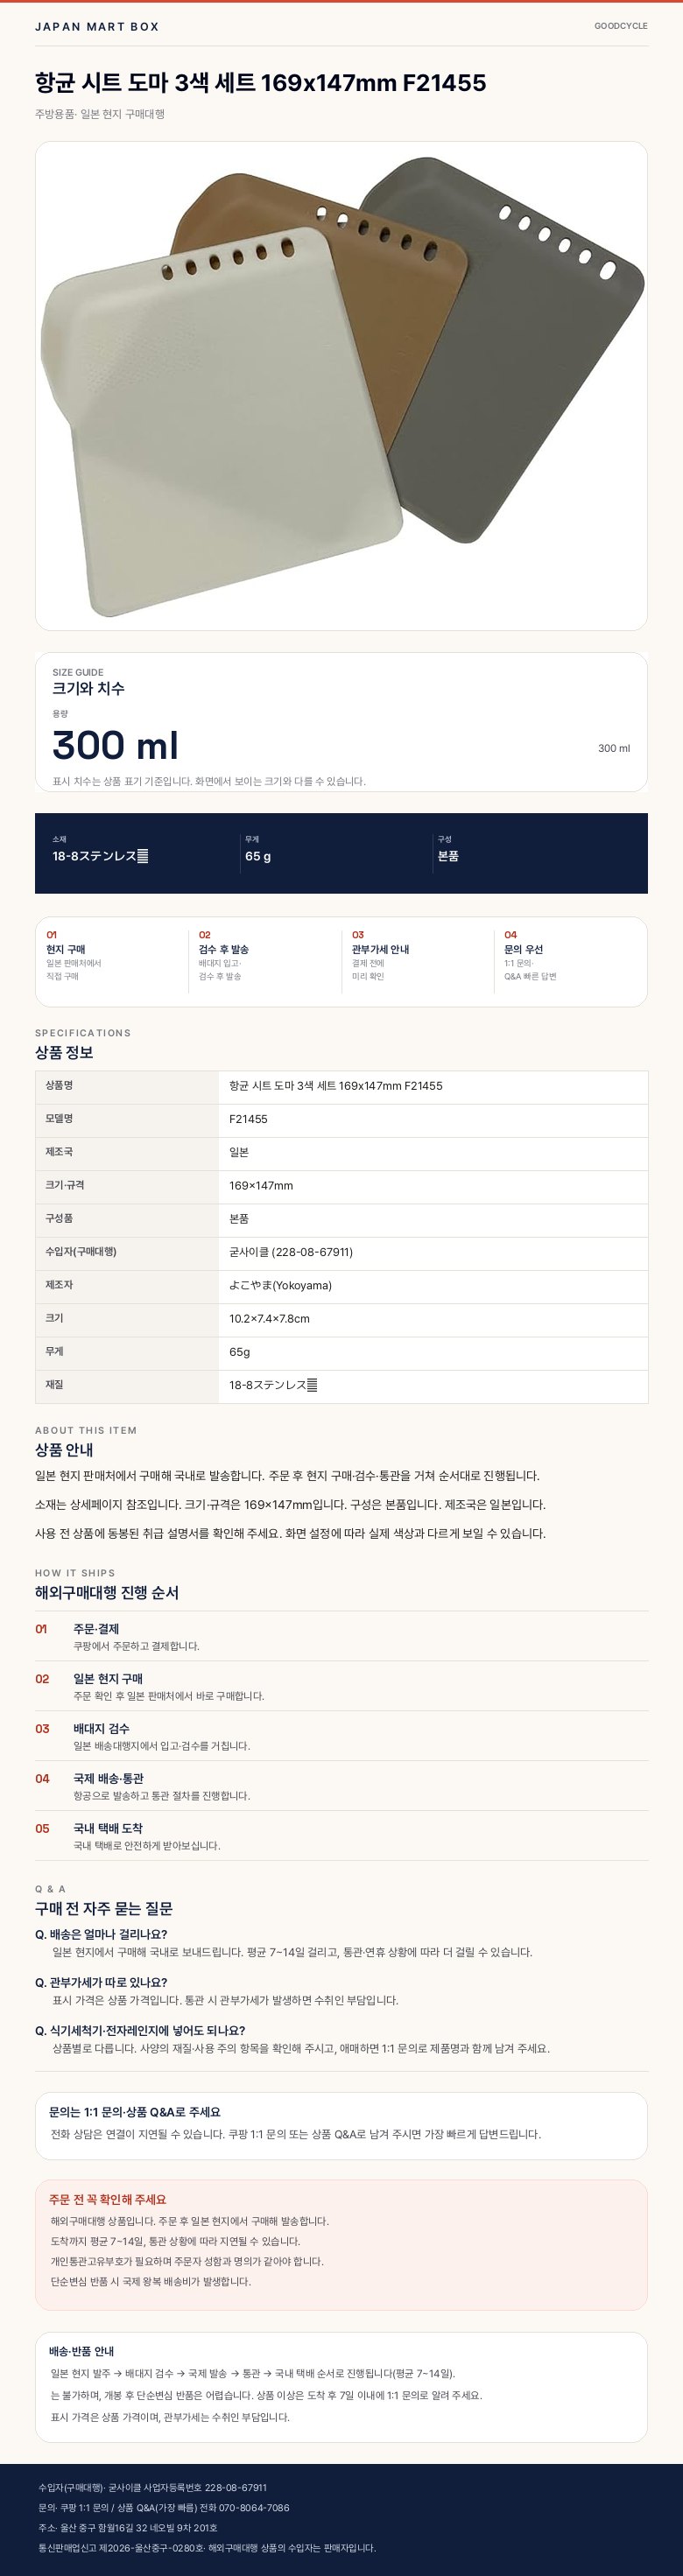 JAPAN MART BOX
GOODCYCLE
항균 시트 도마 3색 세트 169x147mm F21455
주방용품· 일본 현지 구매대행
SIZE GUIDE
크기와 치수
용량
300 ml
300 ml
표시 치수는 상품 표기 기준입니다. 화면에서 보이는 크기와 다를 수 있습니다.
소재
18-8ステンレス
무게
65 g
구성
본품
01
현지 구매
일본 판매처에서
직접 구매
02
검수 후 발송
배대지 입고·
검수 후 발송
03
관부가세 안내
결제 전에
미리 확인
04
문의 우선
1:1 문의·
Q&A 빠른 답변
SPECIFICATIONS
상품 정보
상품명 항균 시트 도마 3색 세트 169x147mm F21455
모델명 F21455
제조국 일본
크기·규격 169×147mm
구성품 본품
수입자(구매대행) 굳사이클 (228-08-67911)
제조자 よこやま(Yokoyama)
크기 10.2×7.4×7.8cm
무게 65g
재질 18-8ステンレス
ABOUT THIS ITEM
상품 안내
일본 현지 판매처에서 구매해 국내로 발송합니다. 주문 후 현지 구매·검수·통관을 거쳐 순서대로 진행됩니다.
소재는 상세페이지 참조입니다. 크기·규격은 169×147mm입니다. 구성은 본품입니다. 제조국은 일본입니다.
사용 전 상품에 동봉된 취급 설명서를 확인해 주세요. 화면 설정에 따라 실제 색상과 다르게 보일 수 있습니다.
HOW IT SHIPS
해외구매대행 진행 순서
01 주문·결제
쿠팡에서 주문하고 결제합니다.
02 일본 현지 구매
주문 확인 후 일본 판매처에서 바로 구매합니다.
03 배대지 검수
일본 배송대행지에서 입고·검수를 거칩니다.
04 국제 배송·통관
항공으로 발송하고 통관 절차를 진행합니다.
05 국내 택배 도착
국내 택배로 안전하게 받아보십니다.
Q & A
구매 전 자주 묻는 질문
Q. 배송은 얼마나 걸리나요?
일본 현지에서 구매해 국내로 보내드립니다. 평균 7~14일 걸리고, 통관·연휴 상황에 따라 더 걸릴 수 있습니다.
Q. 관부가세가 따로 있나요?
표시 가격은 상품 가격입니다. 통관 시 관부가세가 발생하면 수취인 부담입니다.
Q. 식기세척기·전자레인지에 넣어도 되나요?
상품별로 다릅니다. 사양의 재질·사용 주의 항목을 확인해 주시고, 애매하면 1:1 문의로 제품명과 함께 남겨 주세요.
문의는 1:1 문의·상품 Q&A로 주세요
전화 상담은 연결이 지연될 수 있습니다. 쿠팡 1:1 문의 또는 상품 Q&A로 남겨 주시면 가장 빠르게 답변드립니다.
주문 전 꼭 확인해 주세요
해외구매대행 상품입니다. 주문 후 일본 현지에서 구매해 발송합니다.
도착까지 평균 7~14일, 통관 상황에 따라 지연될 수 있습니다.
개인통관고유부호가 필요하며 주문자 성함과 명의가 같아야 합니다.
단순변심 반품 시 국제 왕복 배송비가 발생합니다.
배송·반품 안내
일본 현지 발주 → 배대지 검수 → 국제 발송 → 통관 → 국내 택배 순서로 진행됩니다(평균 7~14일).
는 불가하며, 개봉 후 단순변심 반품은 어렵습니다. 상품 이상은 도착 후 7일 이내에 1:1 문의로 알려 주세요.
표시 가격은 상품 가격이며, 관부가세는 수취인 부담입니다.
수입자(구매대행)· 굳사이클 사업자등록번호 228-08-67911
문의· 쿠팡 1:1 문의 / 상품 Q&A(가장 빠름) 전화 070-8064-7086
주소· 울산 중구 함월16길 32 네오빌 9차 201호
통신판매업신고 제2026-울산중구-0280호· 해외구매대행 상품의 수입자는 판매자입니다.